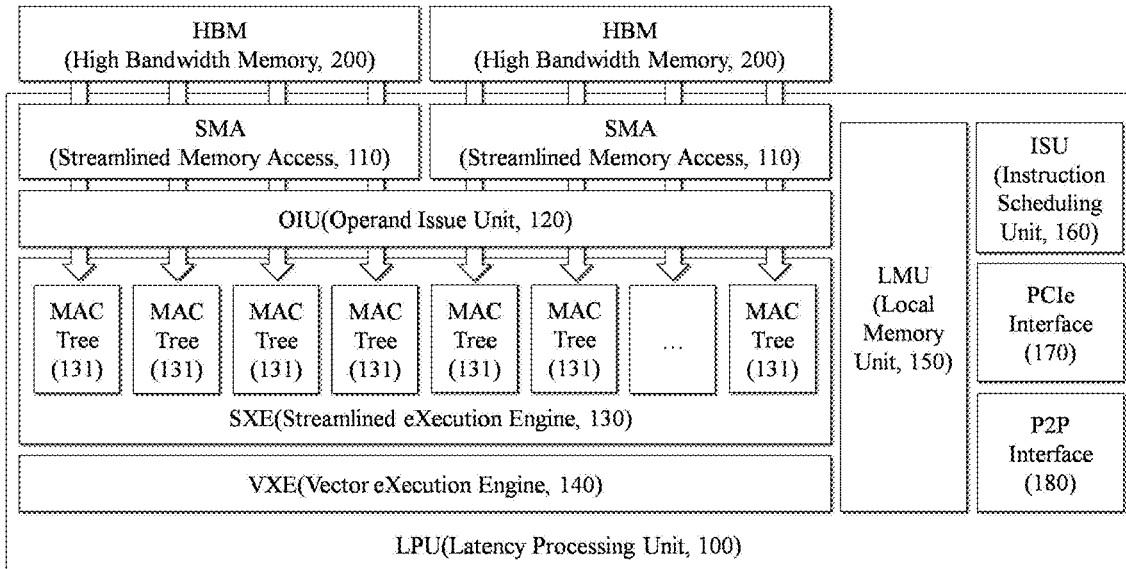 HBM
(High Bandwidth Memory, 200)
HBM
(High Bandwidth Memory, 200)
SMA
(Streamlined Memory Access, 110)
SMA
(Streamlined Memory Access, 110)
OIU(Operand Issue Unit, 120)
MAC
Tree
(131)
MAC
Tree
(131)
MAC
Tree
(131)
MAC
Tree
(131)
MAC
Tree
(131)
MAC
Tree
(131)
...
MAC
Tree
(131)
SXE(Streamlined eXecution Engine, 130)
VXE(Vector eXecution Engine, 140)
LMU
(Local
Memory
Unit, 150)
ISU
(Instruction
Scheduling
Unit, 160)
PCIe
Interface
(170)
P2P
Interface
(180)
LPU(Latency Processing Unit, 100)